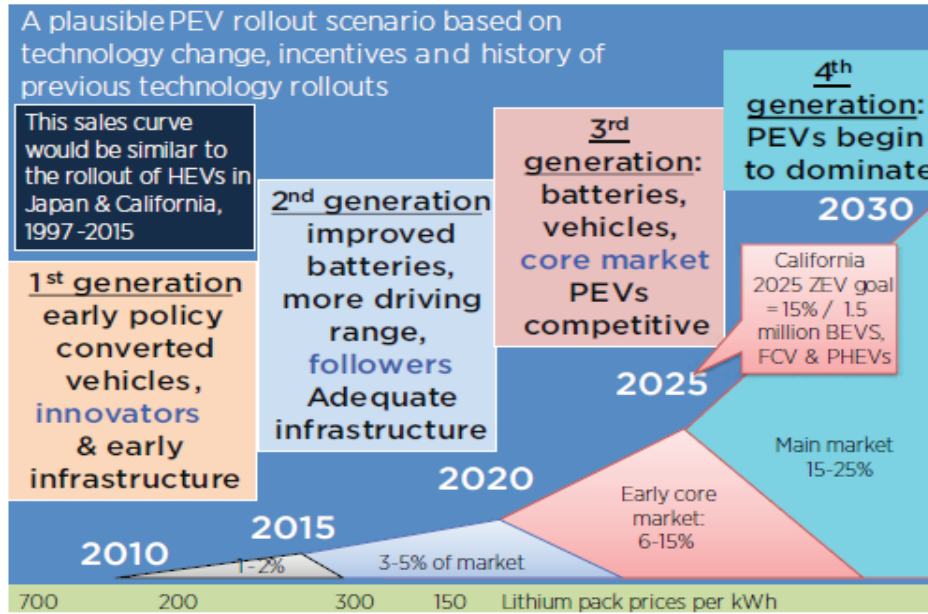 A plausible PEV rollout scenario based on
technology change, incentives and history of
previous technology rollouts
This sales curve
would be similar to
the rollout of HEVs in
Japan & California,
1997-2015
1st generation
early policy
converted
vehicles,
innovators
& early
infrastructure
2nd generation
improved
batteries,
more driving
range,
followers
Adequate
infrastructure
3rd
generation:
batteries,
vehicles,
core market
PEVs
competitive
4th
generation:
PEVs begin
to dominate
2010
2015
2020
2025
2030
California
2025 ZEV goal
=15% / 1.5
million BEVS,
FCV & PHEVs
1-2%
3-5% of market
Early core
market:
6-15%
Main market
15-25%
700 200 300 150 Lithium pack prices per kWh